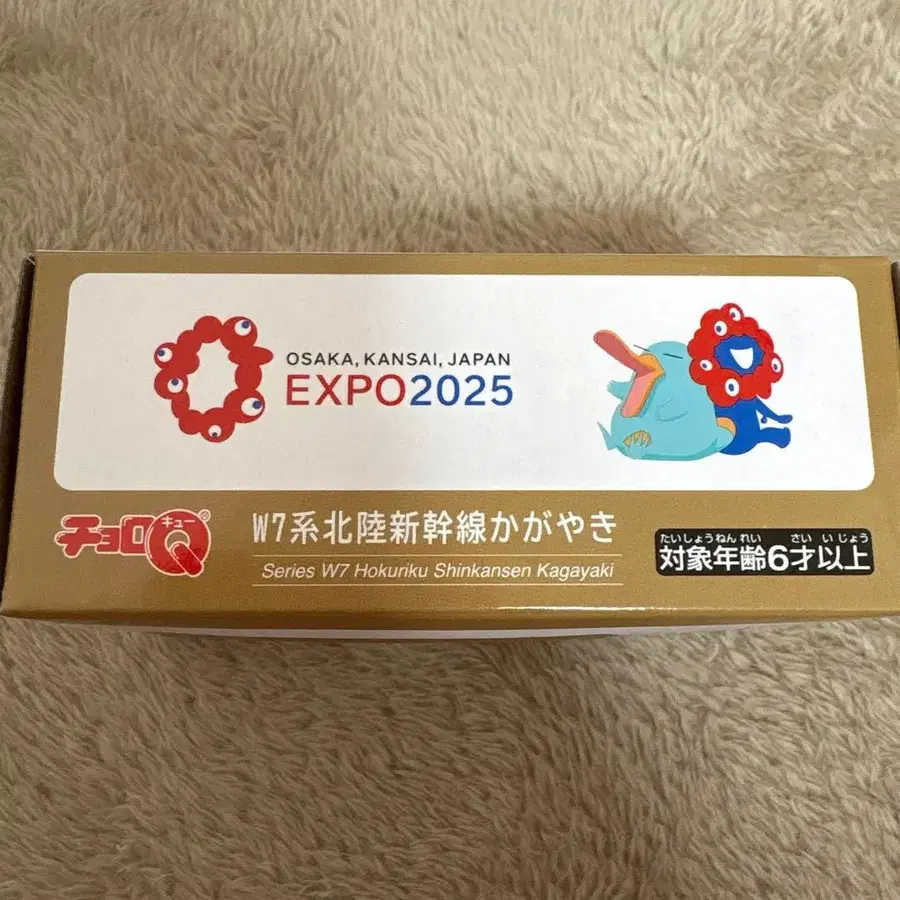 OSAKA, KANSAI, JAPAN
EXPO2025
チョロQ®
キュー
W7系北陸新幹線かがやき
Series W7 Hokuriku Shinkansen Kagayaki
たいしょうねんれい さい いじょう
対象年齢6才以上